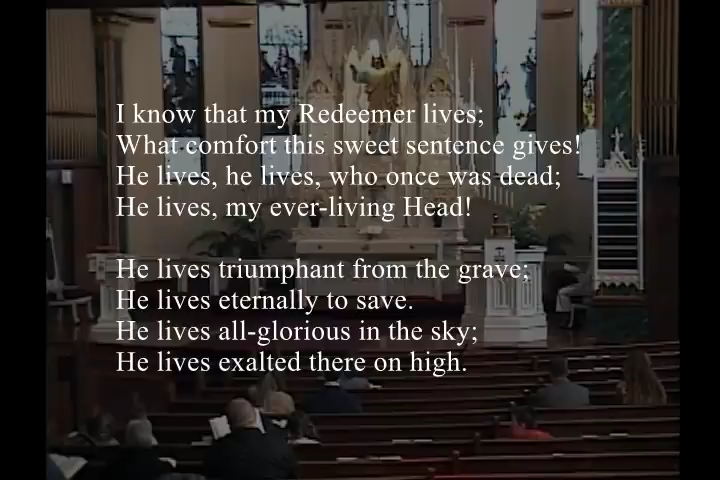 I know that my Redeemer lives;
What comfort this sweet sentence gives!
He lives, he lives, who once was dead;
He lives, my ever-living Head!

He lives triumphant from the grave;
He lives eternally to save.
He lives all-glorious in the sky;
He lives exalted there on high.